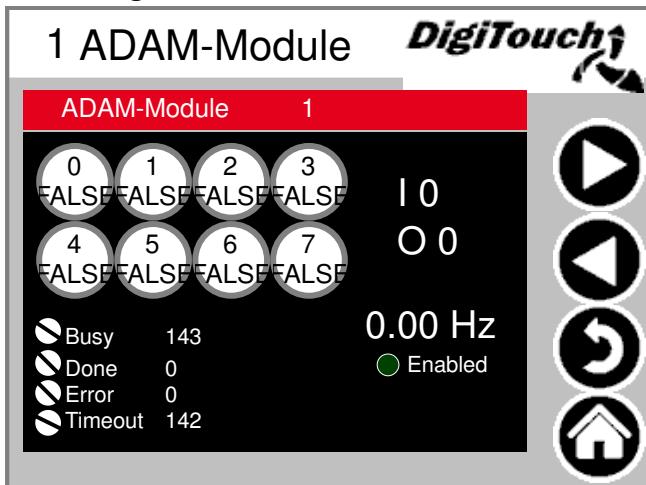 1 ADAM-Module
DigiTouch
ADAM-Module 1
0 1 2 3
FALSE FALSE FALSE FALSE
I 0
4 5 6 7
FALSE FALSE FALSE FALSE
O 0
0.00 Hz
Busy 143
Done 0
Enabled
Error 0
Timeout 142